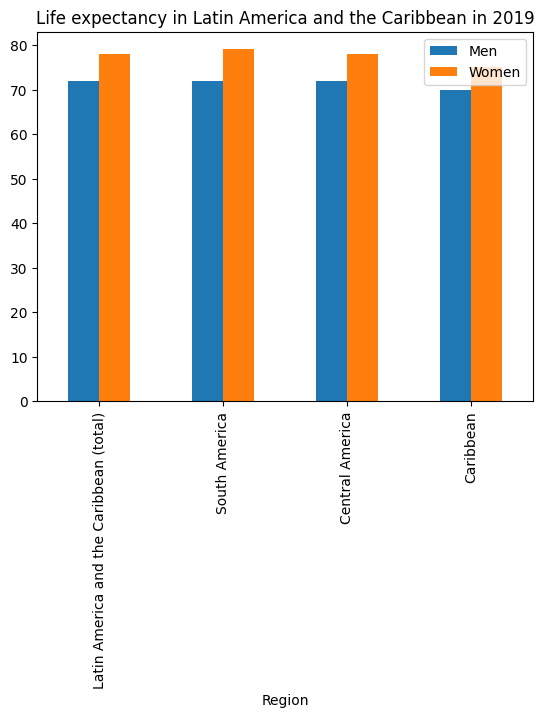 Life expectancy in Latin America and the Caribbean in 2019
Men
Women
80
70
60
50
40
30
20
10
0
Latin America and the Caribbean (total)
South America
Central America
Caribbean
Region